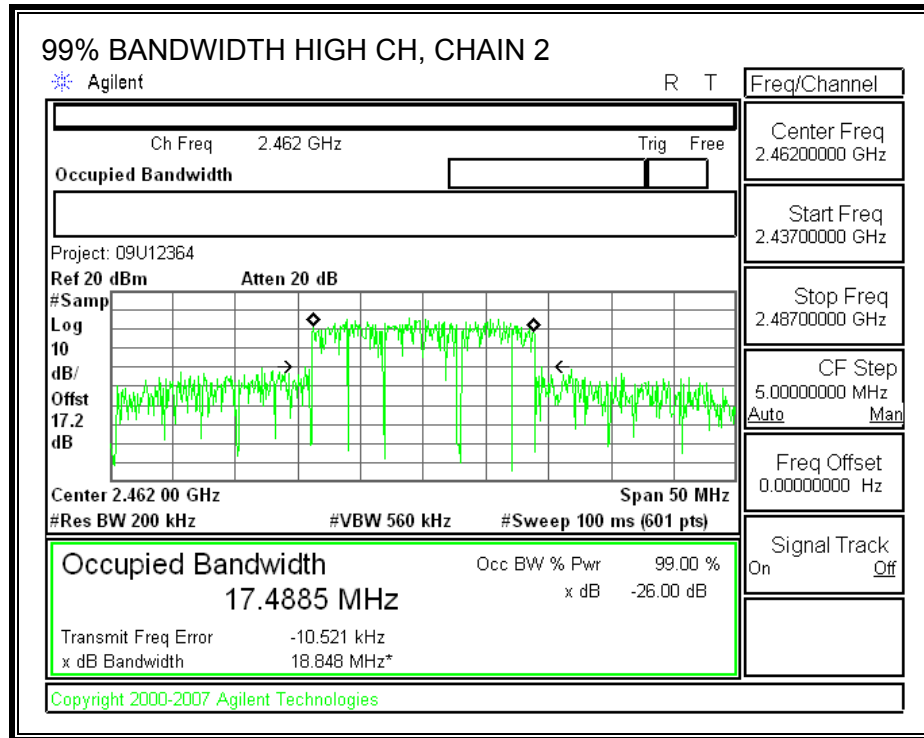 99% BANDWIDTH HIGH CH, CHAIN 2
Agilent R T
Ch Freq 2.462 GHz Trig Free
Occupied Bandwidth
Project: 09U12364
Ref 20 dBm Atten 20 dB
#Samp
Log
10
dB/
Offst
17.2
dB
Center 2.462 00 GHz Span 50 MHz
#Res BW 200 kHz #VBW 560 kHz #Sweep 100 ms (601 pts)
Occupied Bandwidth Occ BW % Pwr 99.00 %
17.4885 MHz x dB -26.00 dB
Transmit Freq Error -10.521 kHz
x dB Bandwidth 18.848 MHz*
Copyright 2000-2007 Agilent Technologies
Freq/Channel
Center Freq
2.46200000 GHz
Start Freq
2.43700000 GHz
Stop Freq
2.48700000 GHz
CF Step
5.00000000 MHz
Auto Man
Freq Offset
0.00000000 Hz
Signal Track
On Off